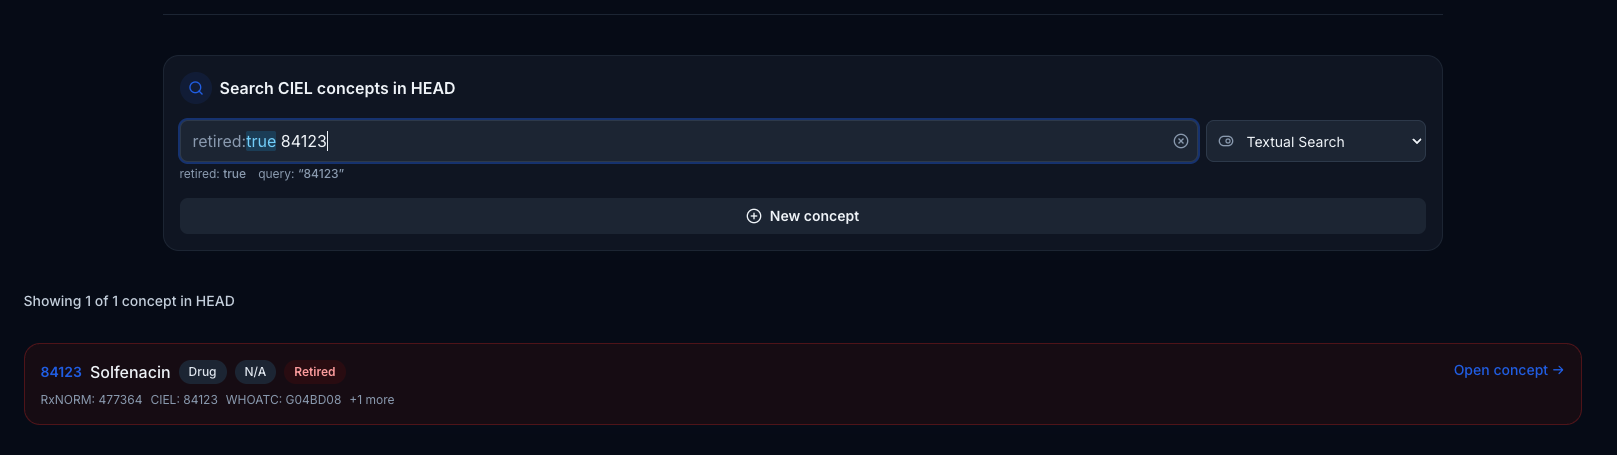 Search CIEL concepts in HEAD
retired:true 84123 Textual Search
retired: true query: “84123”
New concept
Showing 1 of 1 concept in HEAD
84123 Solfenacin Drug N/A Retired Open concept →
RxNORM: 477364 CIEL: 84123 WHOATC: G04BD08 +1 more